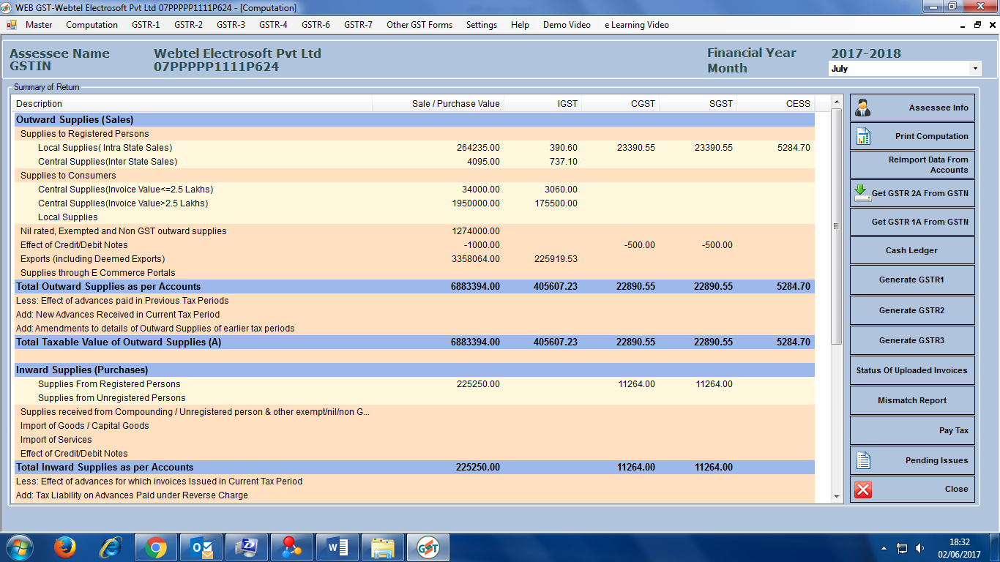 WEB GST-Webtel Electrosoft Pvt Ltd 07PPPPP1111P624 - [Computation]
Master Computation GSTR-1 GSTR-2 GSTR-3 GSTR-4 GSTR-6 GSTR-7 Other GST Forms Settings Help Demo Video e Learning Video
Assessee Name Webtel Electrosoft Pvt Ltd Financial Year 2017-2018
GSTIN 07PPPPP1111P624 Month July
Summary of Return
Description Sale / Purchase Value IGST CGST SGST CESS
Outward Supplies (Sales)
Supplies to Registered Persons
Local Supplies( Intra State Sales) 264235.00 390.60 23390.55 23390.55 5284.70
Central Supplies(Inter State Sales) 4095.00 737.10
Supplies to Consumers
Central Supplies(Invoice Value<=2.5 Lakhs) 34000.00 3060.00
Central Supplies(Invoice Value>2.5 Lakhs) 1950000.00 175500.00
Local Supplies
Nil rated, Exempted and Non GST outward supplies 1274000.00
Effect of Credit/Debit Notes -1000.00 -500.00 -500.00
Exports (including Deemed Exports) 3358064.00 225919.53
Supplies through E Commerce Portals
Total Outward Supplies as per Accounts 6883394.00 405607.23 22890.55 22890.55 5284.70
Less: Effect of advances paid in Previous Tax Periods
Add: New Advances Received in Current Tax Period
Add: Amendments to details of Outward Supplies of earlier tax periods
Total Taxable Value of Outward Supplies (A) 6883394.00 405607.23 22890.55 22890.55 5284.70
Inward Supplies (Purchases)
Supplies From Registered Persons 225250.00 11264.00 11264.00
Supplies from Unregistered Persons
Supplies received from Compounding / Unregistered person & other exempt/nil/non G...
Import of Goods / Capital Goods
Import of Services
Effect of Credit/Debit Notes
Total Inward Supplies as per Accounts 225250.00 11264.00 11264.00
Less: Effect of advances for which invoices Issued in Current Tax Period
Add: Tax Liability on Advances Paid under Reverse Charge
Assessee Info
Print Computation
ReImport Data From
Accounts
Get GSTR 2A From GSTN
Get GSTR 1A From GSTN
Cash Ledger
Generate GSTR1
Generate GSTR2
Generate GSTR3
Status Of Uploaded Invoices
Mismatch Report
Pay Tax
Pending Issues
Close
GST
18:32
02/06/2017